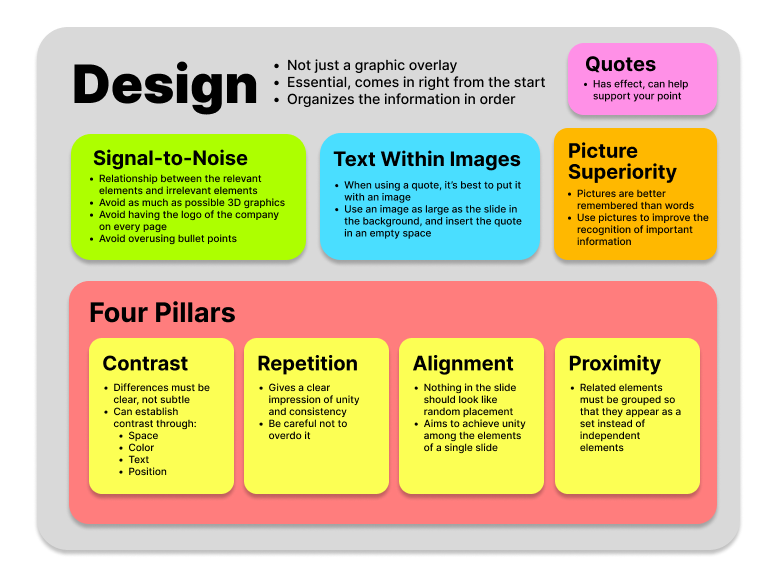 Design
• Not just a graphic overlay
• Essential, comes in right from the start
• Organizes the information in order
Quotes
• Has effect, can help
support your point
Signal-to-Noise
• Relationship between the relevant
elements and irrelevant elements
• Avoid as much as possible 3D graphics
• Avoid having the logo of the company
on every page
• Avoid overusing bullet points
Text Within Images
• When using a quote, it's best to put it
with an image
• Use an image as large as the slide in
the background, and insert the quote
in an empty space
Picture
Superiority
• Pictures are better
remembered than words
• Use pictures to improve the
recognition of important
information
Four Pillars
Contrast
• Differences must be
clear, not subtle
• Can establish
contrast through:
• Space
• Color
• Text
• Position
Repetition
• Gives a clear
impression of unity
and consistency
• Be careful not to
overdo it
Alignment
• Nothing in the slide
should look like
random placement
• Aims to achieve unity
among the elements
of a single slide
Proximity
• Related elements
must be grouped so
that they appear as a
set instead of
independent
elements